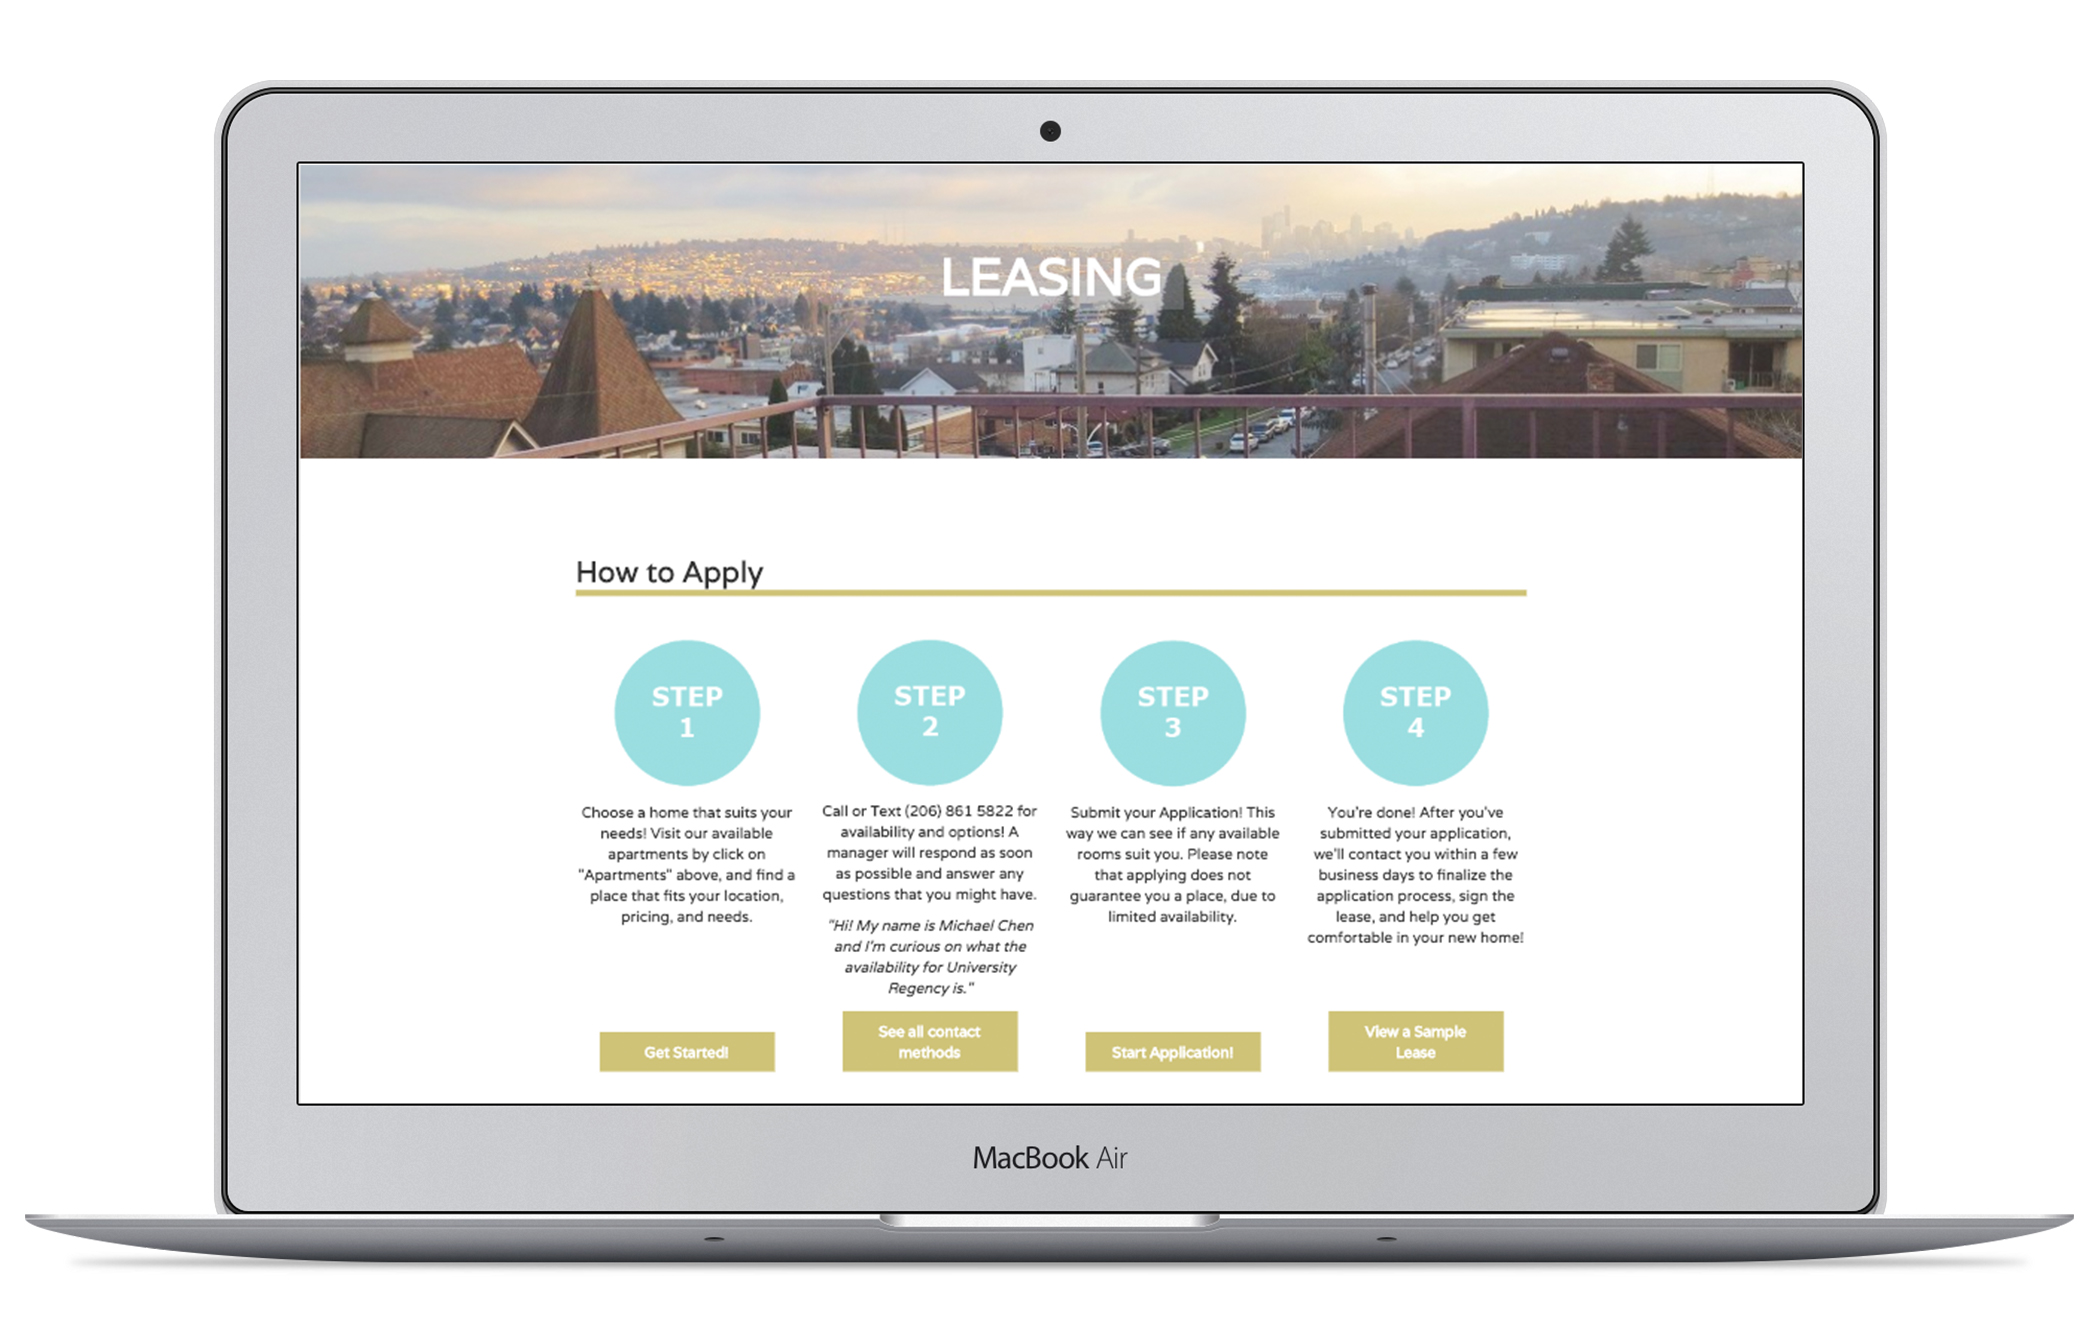 LEASING
How to Apply
STEP
1
Choose a home that suits your
needs! Visit our available
apartments by click on
"Apartments" above, and find a
place that fits your location,
pricing, and needs.
Get Started!
STEP
2
Call or Text (206) 861 5822 for
availability and options! A
manager will respond as soon
as possible and answer any
questions that you might have.
"Hi! My name is Michael Chen
and I'm curious on what the
availability for University
Regency is."
See all contact
methods
STEP
3
Submit your Application! This
way we can see if any available
rooms suit you. Please note
that applying does not
guarantee you a place, due to
limited availability.
Start Application!
STEP
4
You're done! After you've
submitted your application,
we'll contact you within a few
business days to finalize the
application process, sign the
lease, and help you get
comfortable in your new home!
View a Sample
Lease
MacBook Air